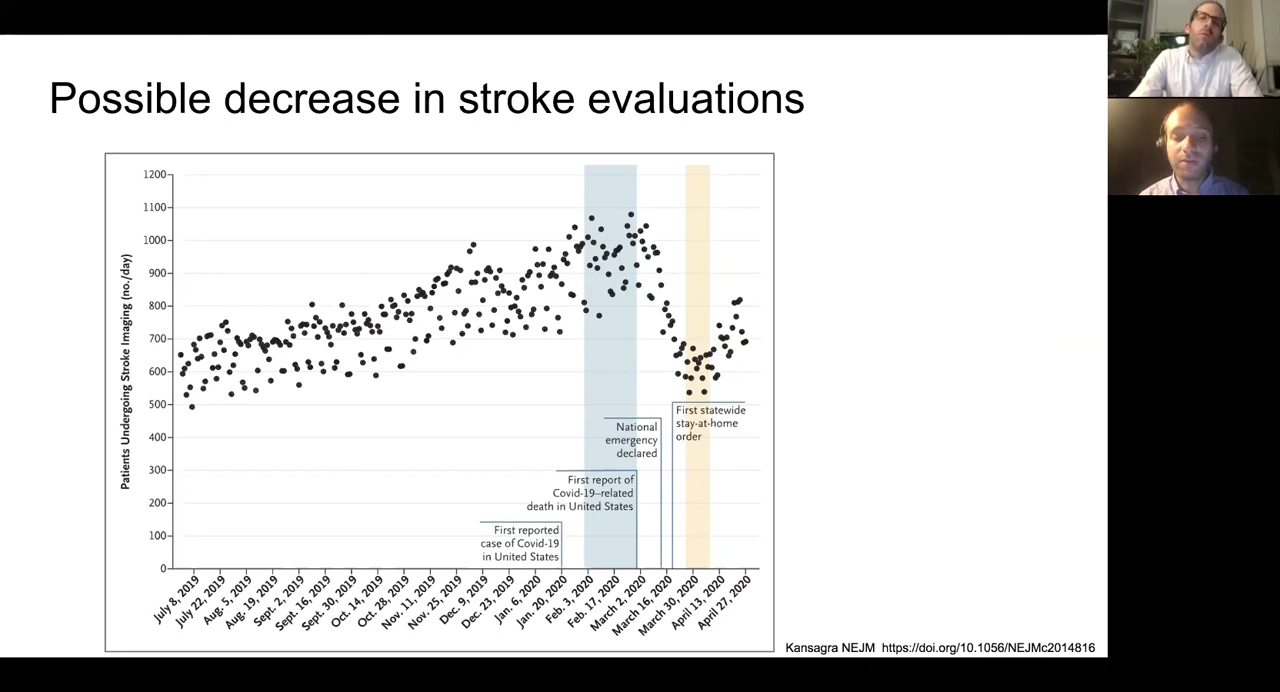 Possible decrease in stroke evaluations
Patients Undergoing Stroke Imaging (no./day)
1200
1100
1000
900
800
700
600
500
400
300
200
100
0
First statewide
stay-at-home
order
National
emergency
declared
First report of
Covid-19–related
death in United States
First reported
case of Covid-19
in United States
July 8, 2019
July 22, 2019
Aug. 5, 2019
Aug. 19, 2019
Sept. 2, 2019
Sept. 16, 2019
Sept. 30, 2019
Oct. 14, 2019
Oct. 28, 2019
Nov. 11, 2019
Nov. 25, 2019
Dec. 9, 2019
Dec. 23, 2019
Jan. 6, 2020
Jan. 20, 2020
Feb. 3, 2020
Feb. 17, 2020
March 2, 2020
March 16, 2020
March 30, 2020
April 13, 2020
April 27, 2020
Kansagra NEJM https://doi.org/10.1056/NEJMc2014816